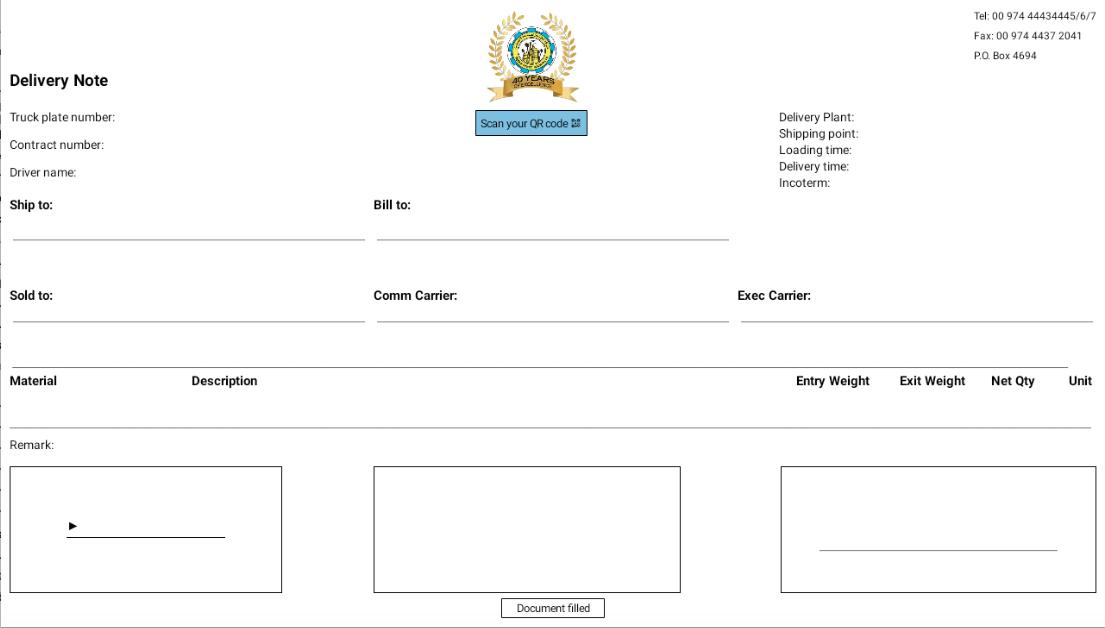 Tel: 00 974 44434445/6/7
Fax: 00 974 4437 2041
P.O. Box 4694
40 YEARS
OF EXCELLENCE
Delivery Note
Scan your QR code
Truck plate number:
Contract number:
Driver name:
Delivery Plant:
Shipping point:
Loading time:
Delivery time:
Incoterm:
Ship to: Bill to:
Sold to: Comm Carrier: Exec Carrier:
Material Description Entry Weight Exit Weight Net Qty Unit
Remark:
Document filled